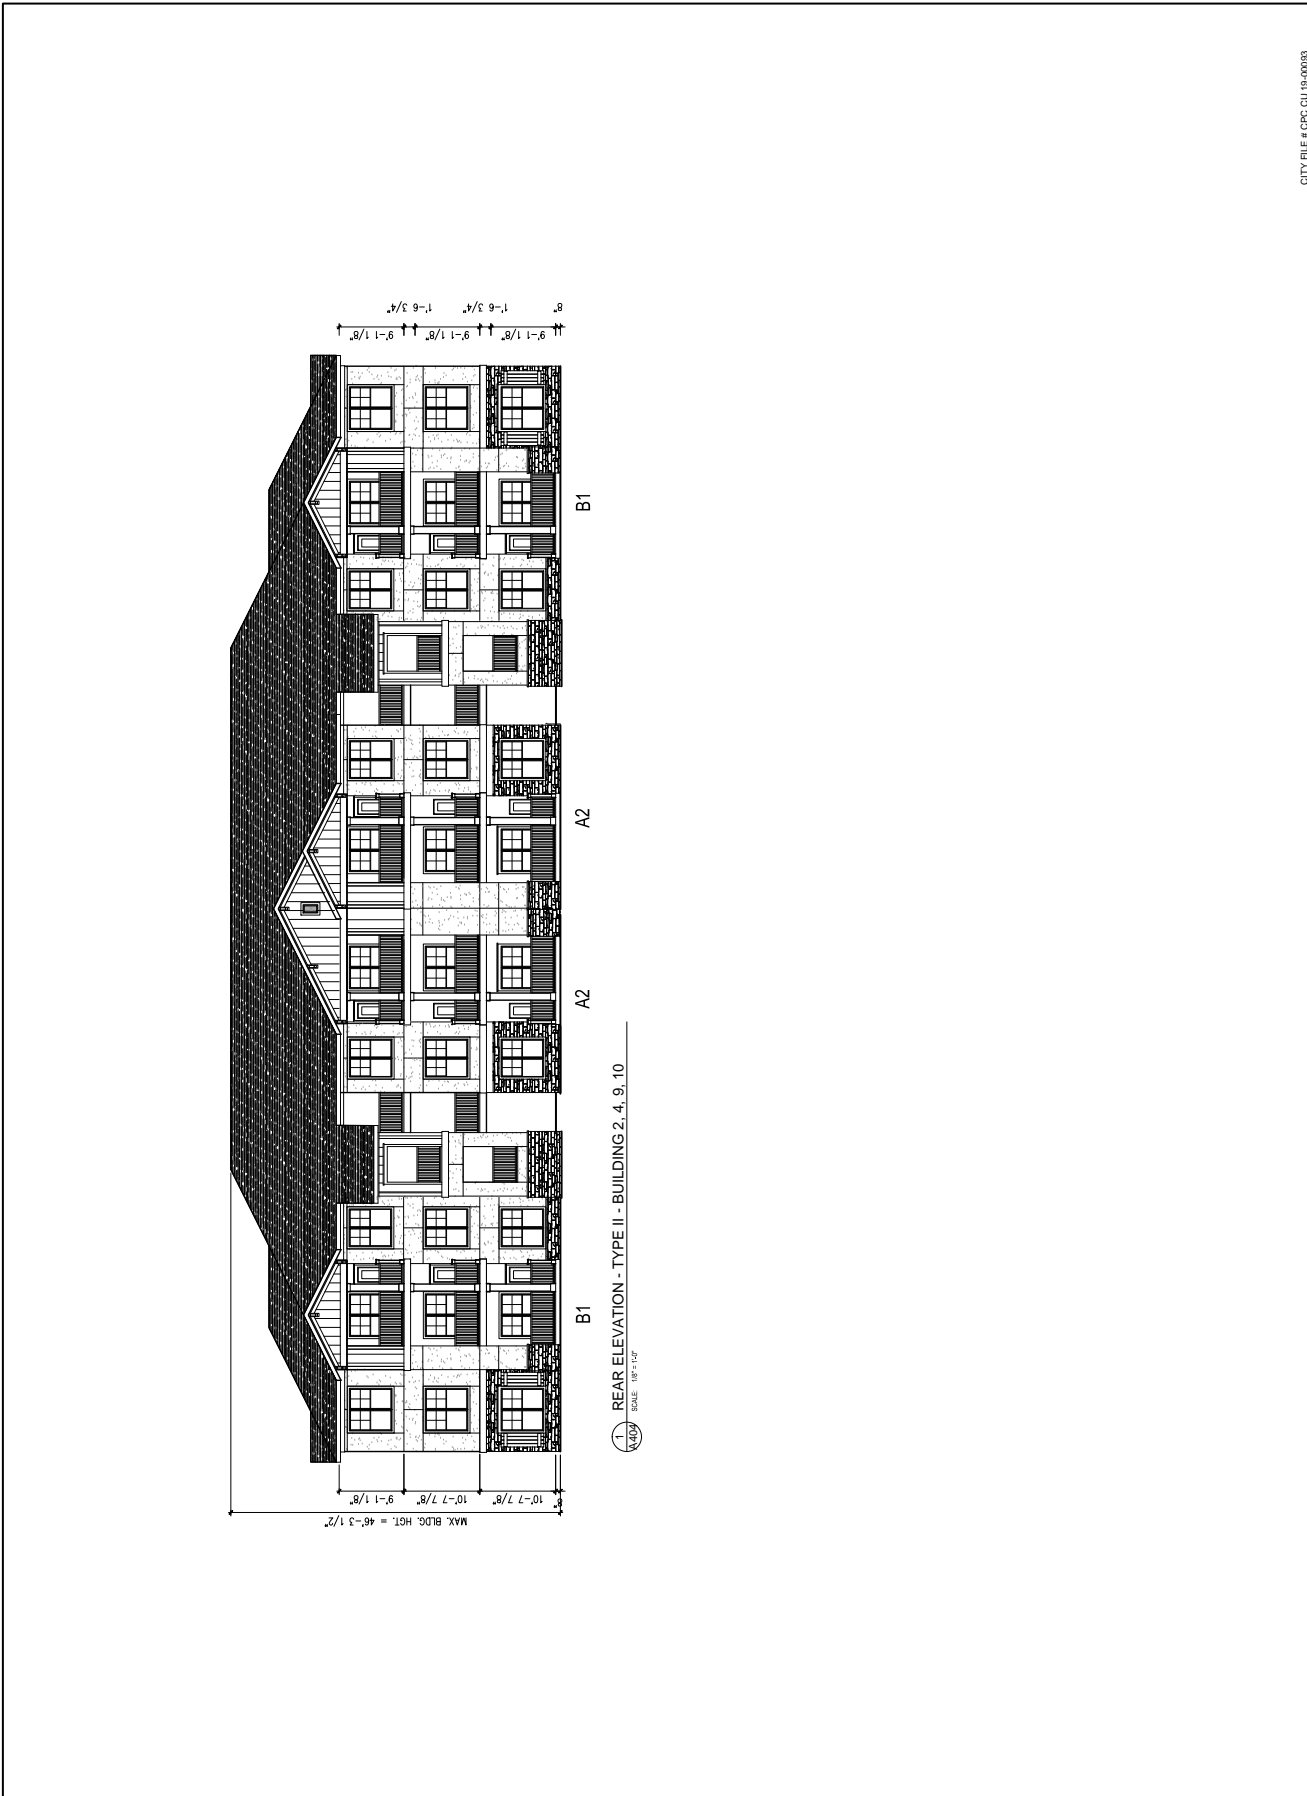 CITY FILE # CPC CU 19-00093
MAX. BLDG. HGT. = 46'-3 1/2"
9'-1 1/8"
10'-7 7/8"
10'-7 7/8"
8"
9'-1 1/8"
1'-6 3/4"
9'-1 1/8"
1'-6 3/4"
9'-1 1/8"
8"
B1
A2
A2
B1
1
A404
REAR ELEVATION - TYPE II - BUILDING 2, 4, 9, 10
SCALE: 1/8" = 1'-0"